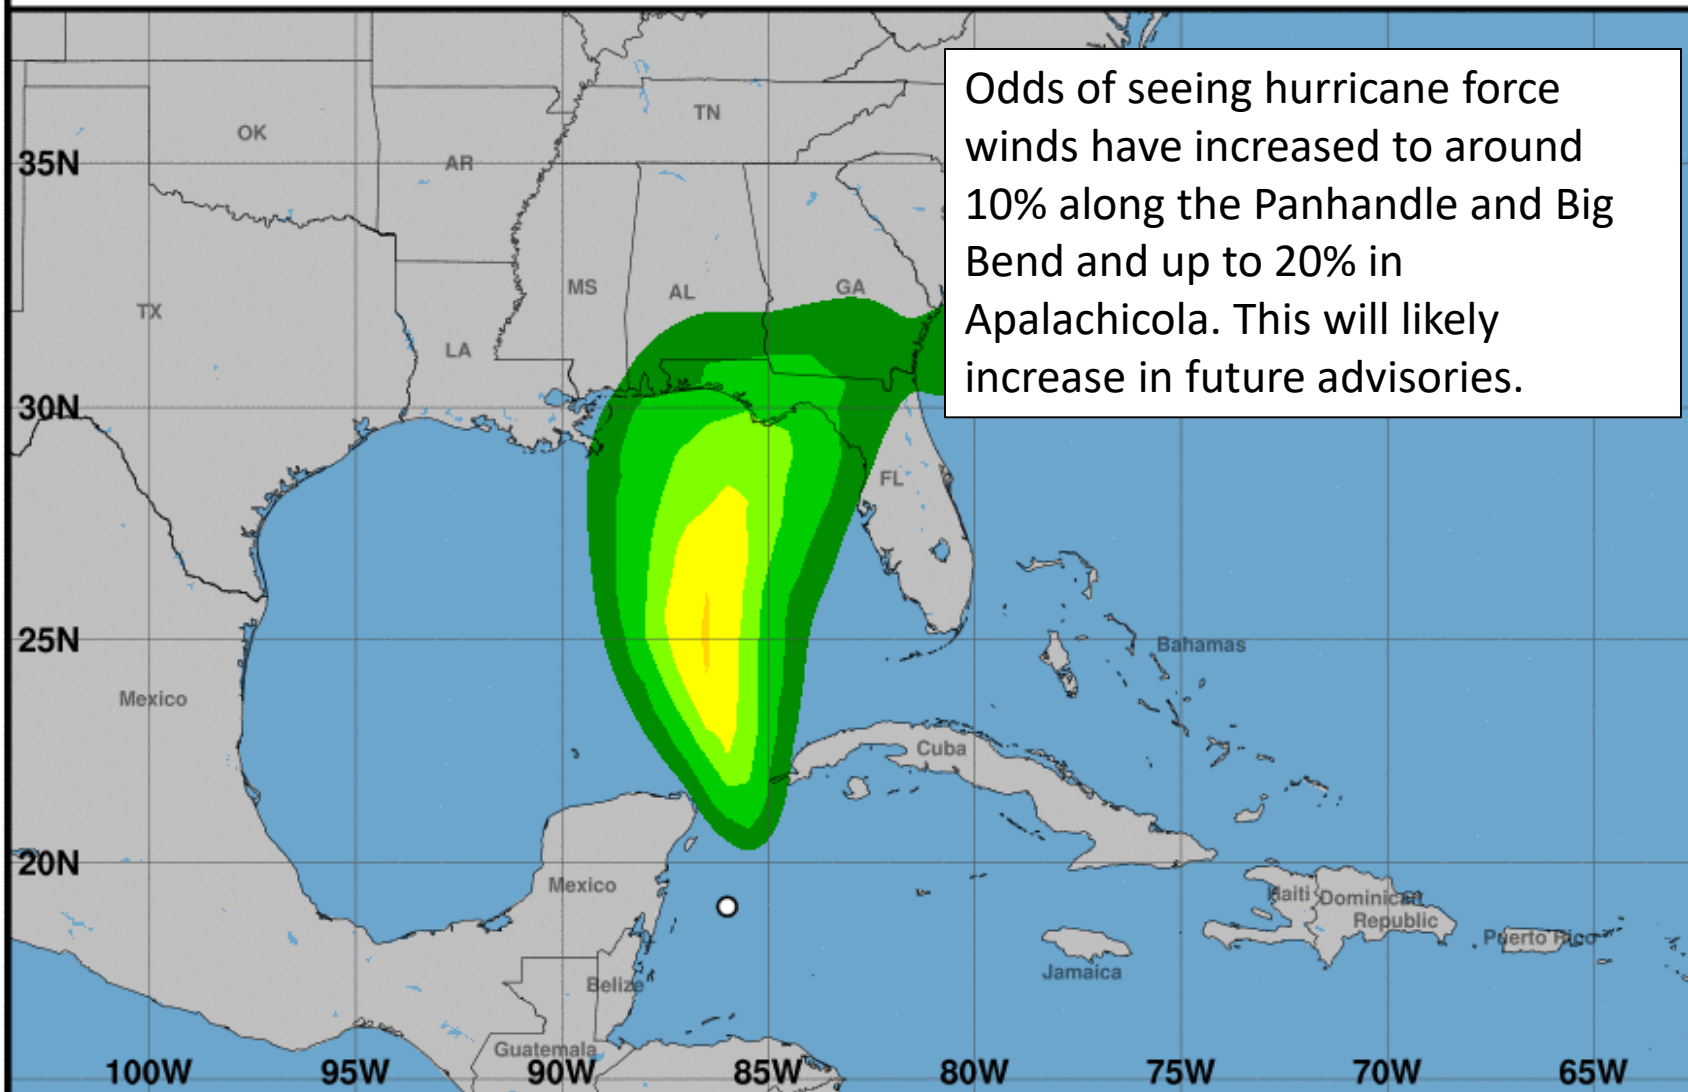 Odds of seeing hurricane force
winds have increased to around
10% along the Panhandle and Big
Bend and up to 20% in
Apalachicola. This will likely
increase in future advisories.
TN
OK
35N
AR
MS
AL
GA
TX
LA
30N
FL
25N
Bahamas
Mexico
Cuba
20N
Mexico
Haiti
Dominican
Republic
Puerto Rico
Jamaica
Belize
Guatemala
100W 95W 90W 85W 80W 75W 70W 65W